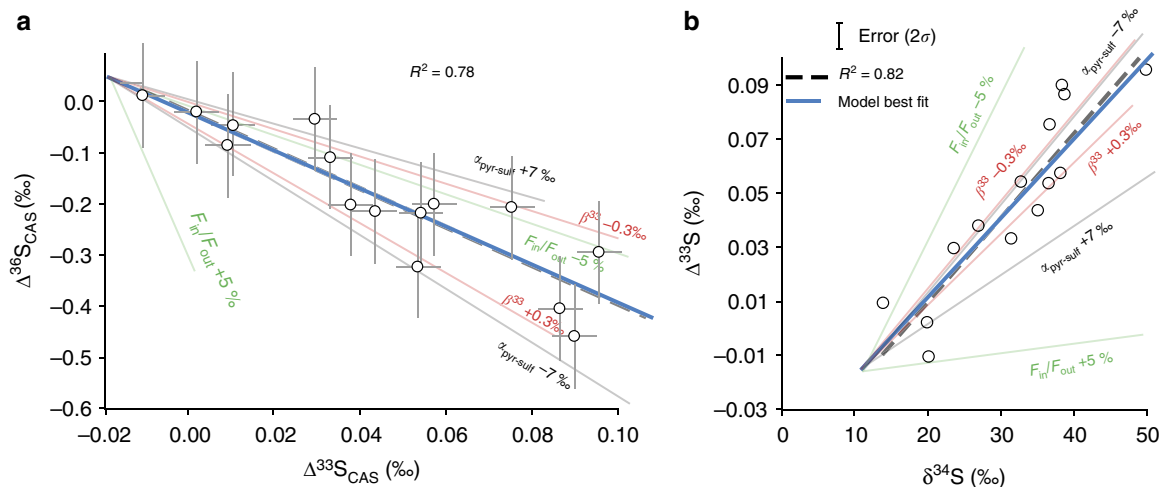 a
R² = 0.78
0.0
−0.1
−0.2
−0.3
−0.4
−0.5
−0.6
Δ³⁶S_CAS (‰)
α_pyr-sulf +7 ‰
β³³ −0.3‰
F_in/F_out −5 %
F_in/F_out +5 %
β³³ +0.3‰
α_pyr-sulf −7 ‰
−0.02 0.00 0.02 0.04 0.06 0.08 0.10
Δ³³S_CAS (‰)
b
Error (2σ)
R² = 0.82
Model best fit
α_pyr-sulf −7 ‰
F_in/F_out −5 %
β³³ −0.3‰
β³³ +0.3‰
α_pyr-sulf +7 ‰
F_in/F_out +5 %
0.09
0.07
0.05
0.03
0.01
−0.01
−0.03
Δ³³S (‰)
0 10 20 30 40 50
δ³⁴S (‰)